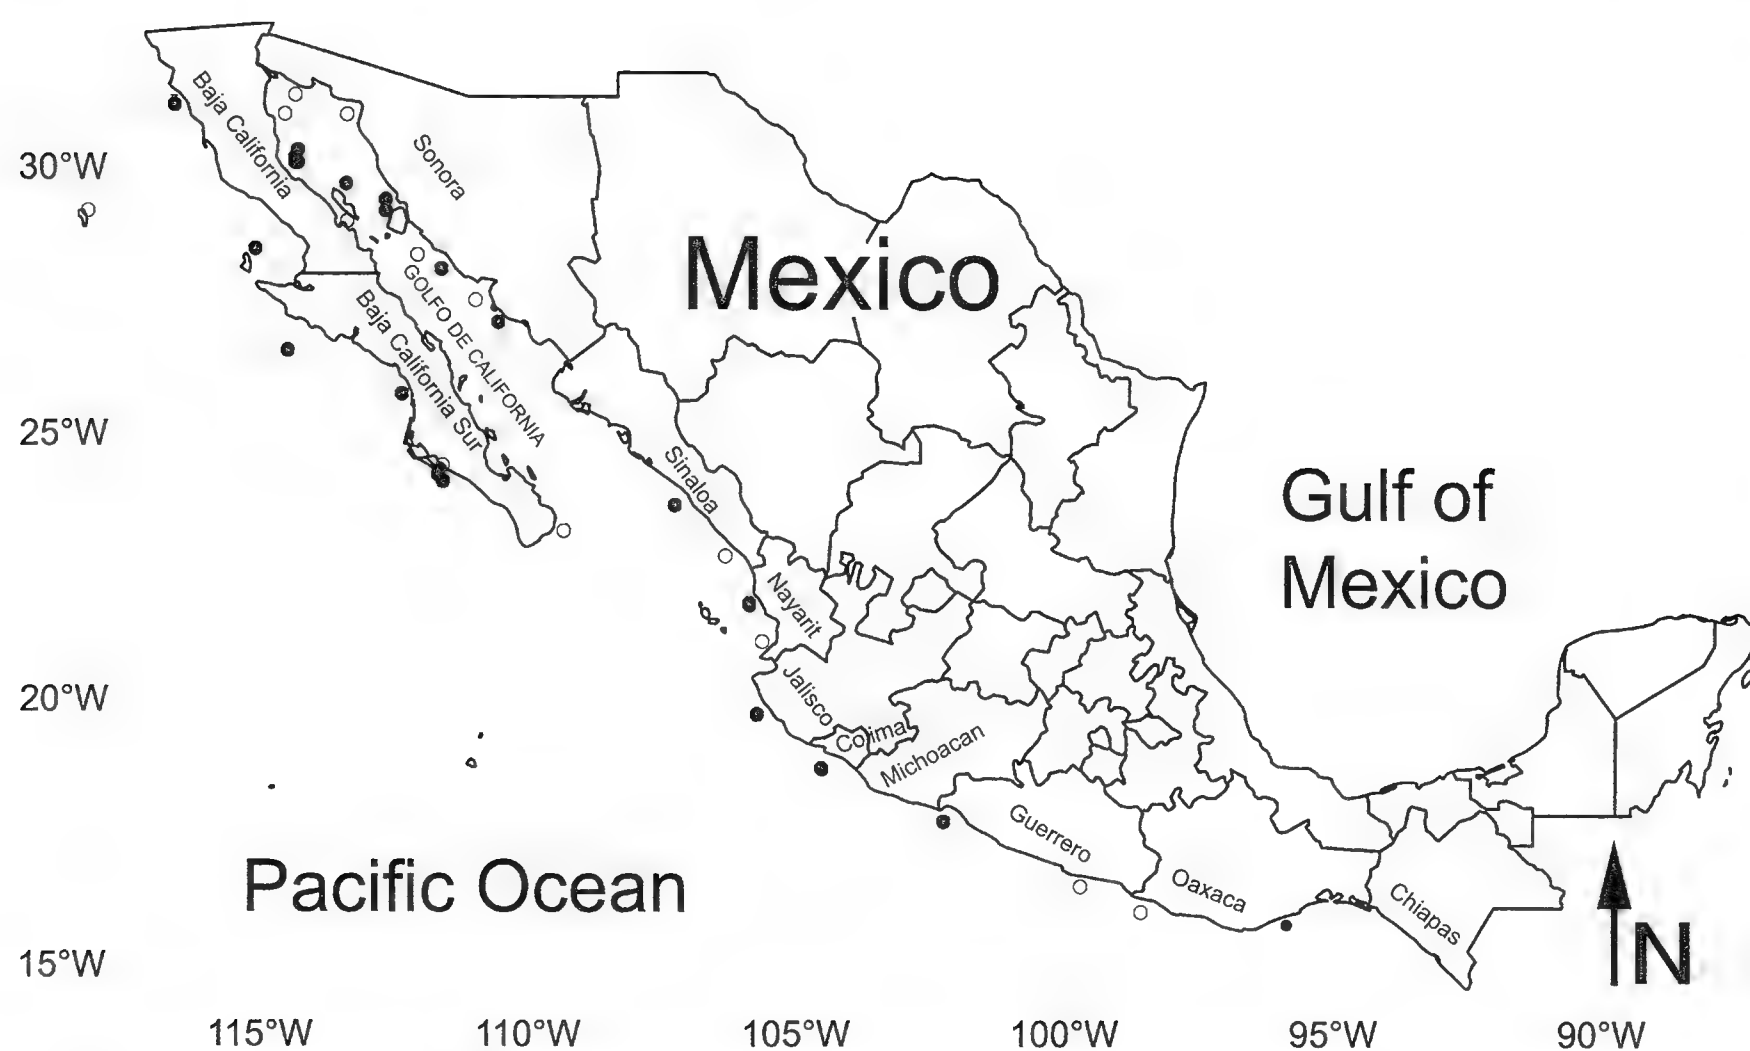 Baja California
Sonora
30°W
Mexico
GOLFO DE CALIFORNIA
Baja California Sur
25°W
Sinaloa
Gulf of
Mexico
Nayarit
Jalisco
20°W
Colima
Michoacan
Guerrero
Pacific Ocean
Oaxaca
Chiapas
N
15°W
115°W
110°W
105°W
100°W
95°W
90°W